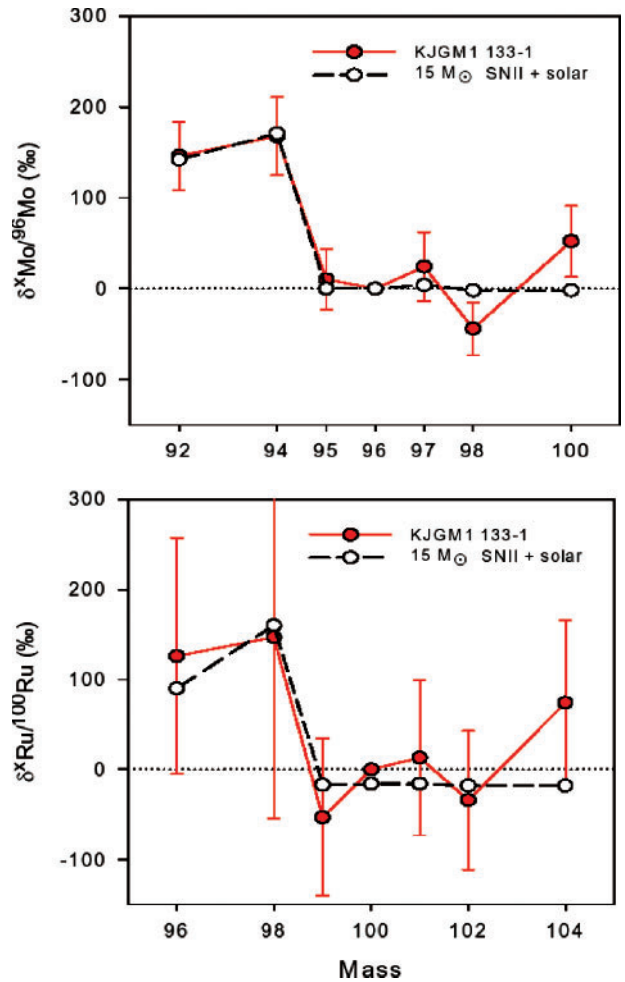 300
KJGM1 133-1
15 M☉ SNII + solar
200
100
0
-100
δˣMo/⁹⁶Mo (‰)
92 94 95 96 97 98 100
300
KJGM1 133-1
15 M☉ SNII + solar
200
100
0
-100
δˣRu/¹⁰⁰Ru (‰)
96 98 100 102 104
Mass